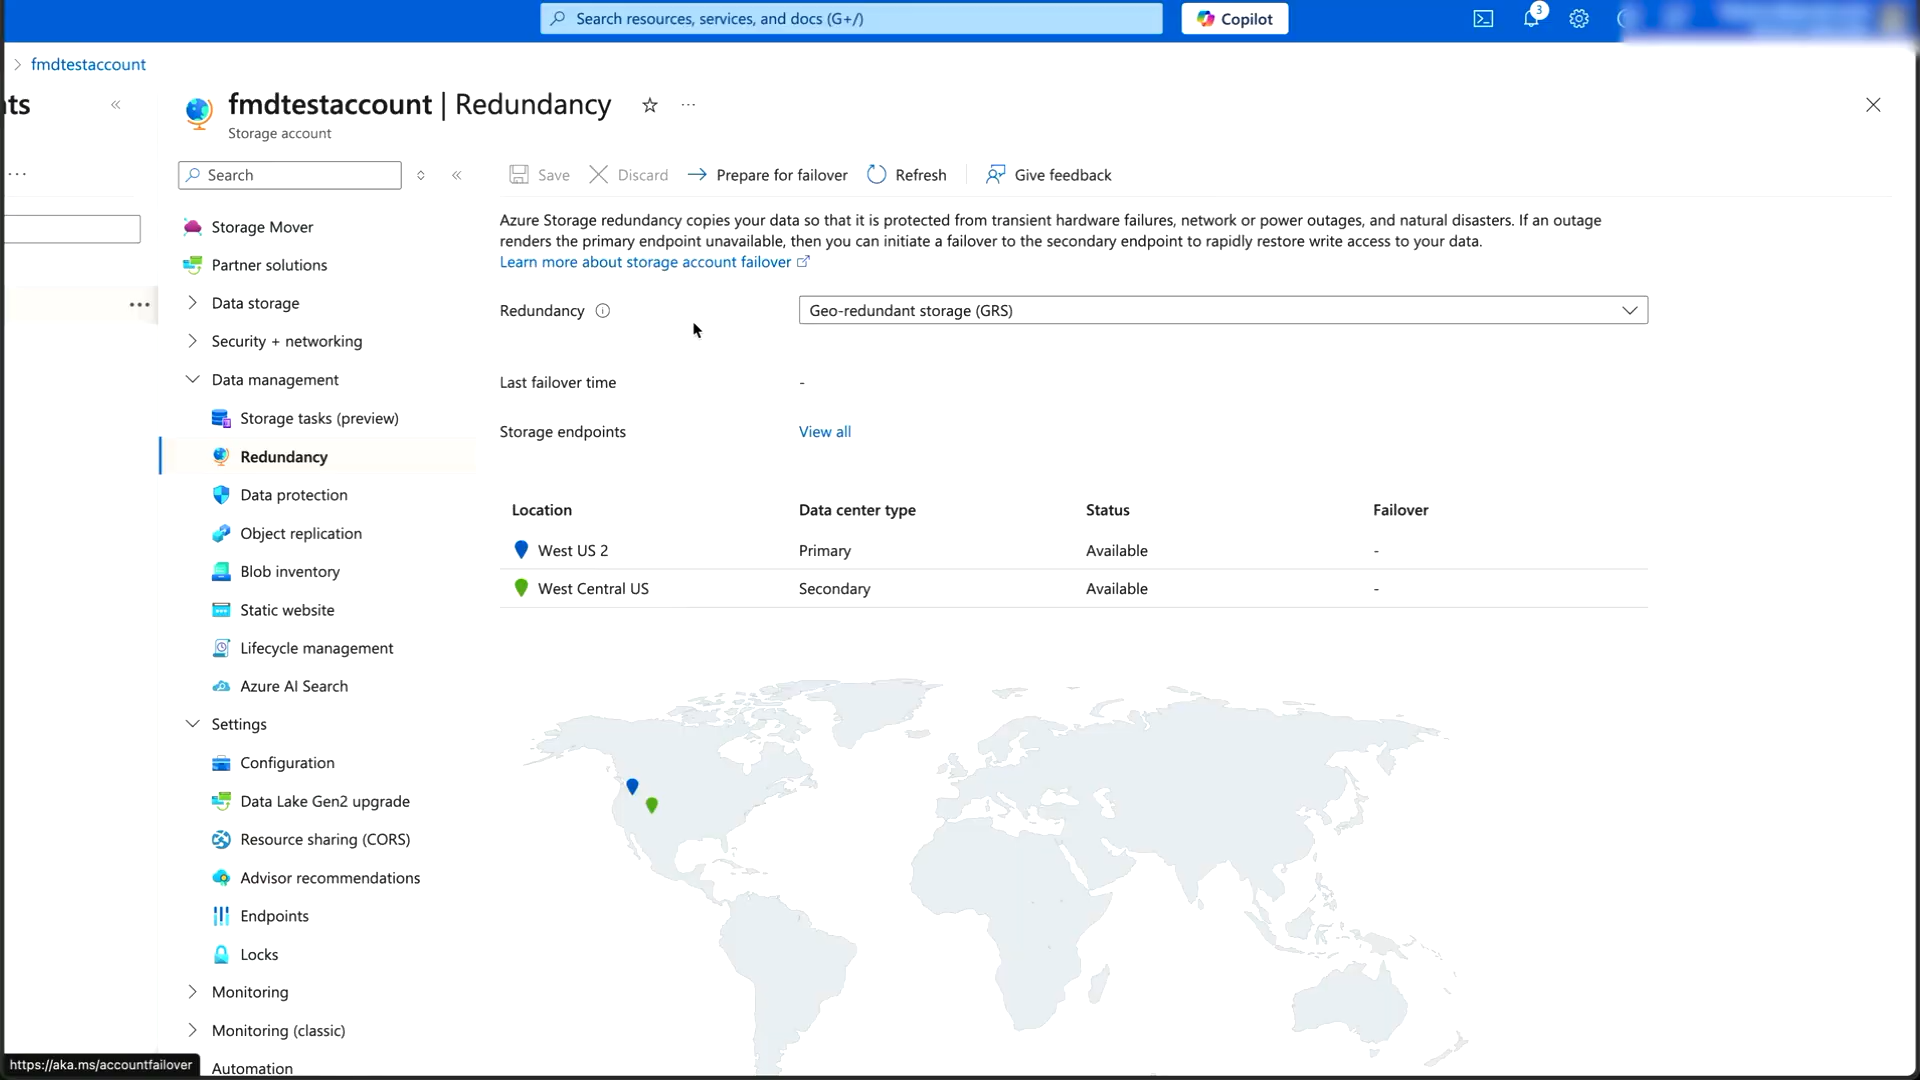 Search resources, services, and docs (G+/)
Copilot
3
fmdtestaccount
ts
fmdtestaccount | Redundancy
Storage account
Search
Save
Discard
Prepare for failover
Refresh
Give feedback
Storage Mover
Partner solutions
Data storage
Security + networking
Data management
Storage tasks (preview)
Redundancy
Data protection
Object replication
Blob inventory
Static website
Lifecycle management
Azure AI Search
Settings
Configuration
Data Lake Gen2 upgrade
Resource sharing (CORS)
Advisor recommendations
Endpoints
Locks
Monitoring
Monitoring (classic)
Automation
Azure Storage redundancy copies your data so that it is protected from transient hardware failures, network or power outages, and natural disasters. If an outage
renders the primary endpoint unavailable, then you can initiate a failover to the secondary endpoint to rapidly restore write access to your data.
Learn more about storage account failover
Redundancy
Geo-redundant storage (GRS)
Last failover time -
Storage endpoints View all
Location Data center type Status Failover
West US 2 Primary Available -
West Central US Secondary Available -
https://aka.ms/accountfailover